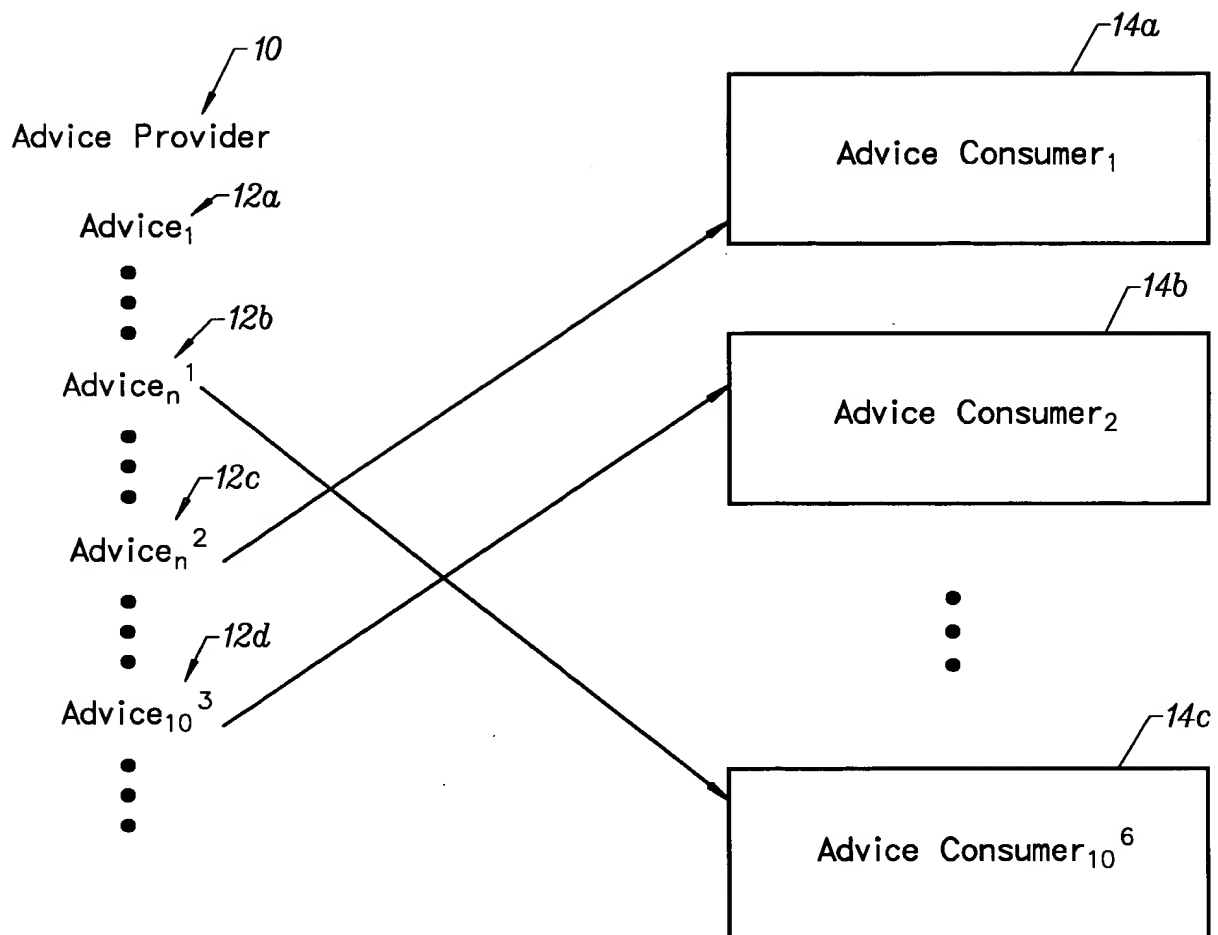 10
Advice Provider
12a
Advice₁
12b
Adviceₙ¹
12c
Adviceₙ²
12d
Advice₁₀³
14a
Advice Consumer₁
14b
Advice Consumer₂
14c
Advice Consumer₁₀⁶